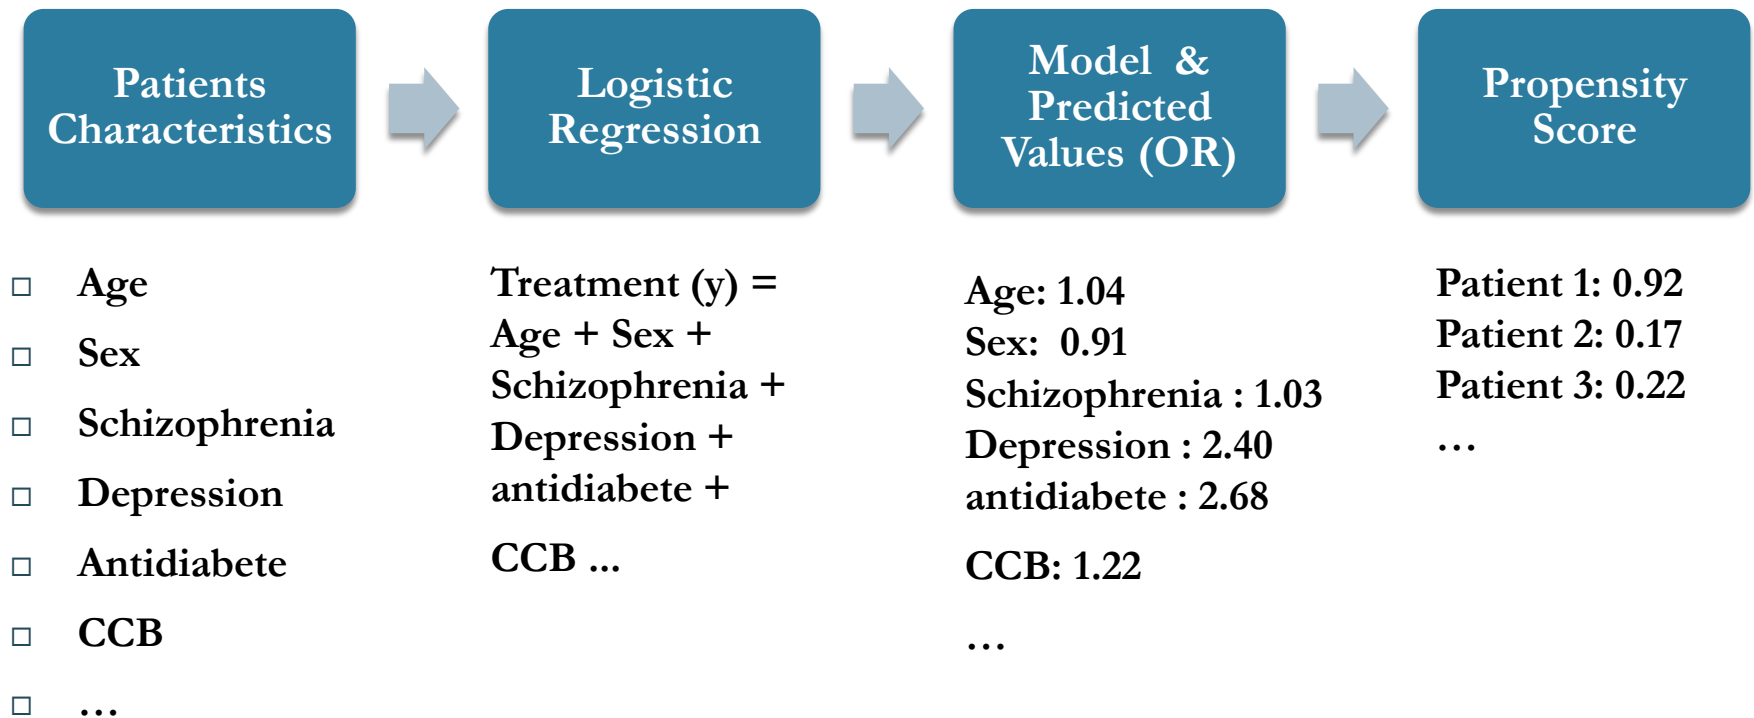 Patients
Characteristics
Logistic
Regression
Model & 
Predicted
Values (OR)
Propensity
Score
Age
Sex
Schizophrenia
Depression
Antidiabete
CCB
…
Treatment (y) =
Age + Sex +
Schizophrenia +
Depression +
antidiabete +
CCB ...
Age: 1.04
Sex: 0.91
Schizophrenia : 1.03
Depression : 2.40
antidiabete : 2.68
CCB: 1.22
…
Patient 1: 0.92
Patient 2: 0.17
Patient 3: 0.22
…